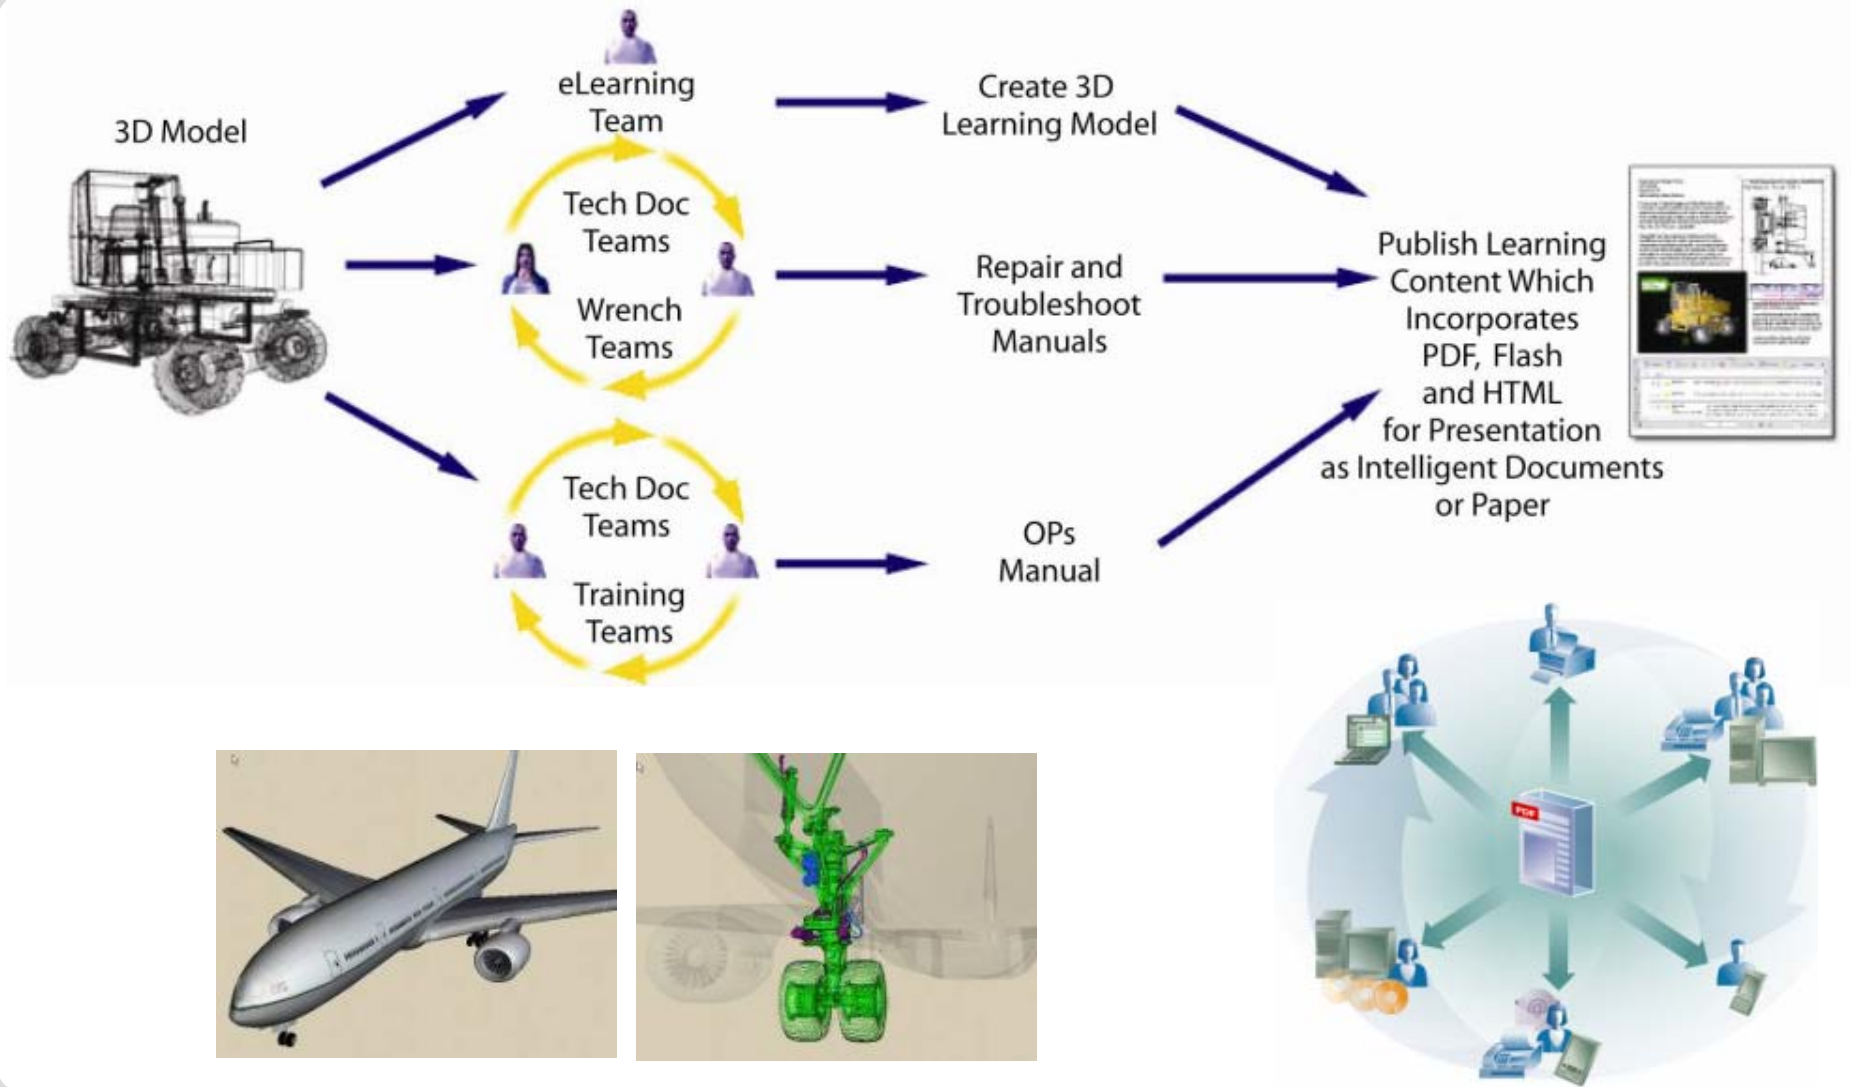 3D Model
eLearning
Team
Create 3D
Learning Model
Tech Doc
Teams
Wrench
Teams
Repair and
Troubleshoot
Manuals
Tech Doc
Teams
Training
Teams
OPs
Manual
Publish Learning
Content Which
Incorporates
PDF, Flash
and HTML
for Presentation
as Intelligent Documents
or Paper
PDF